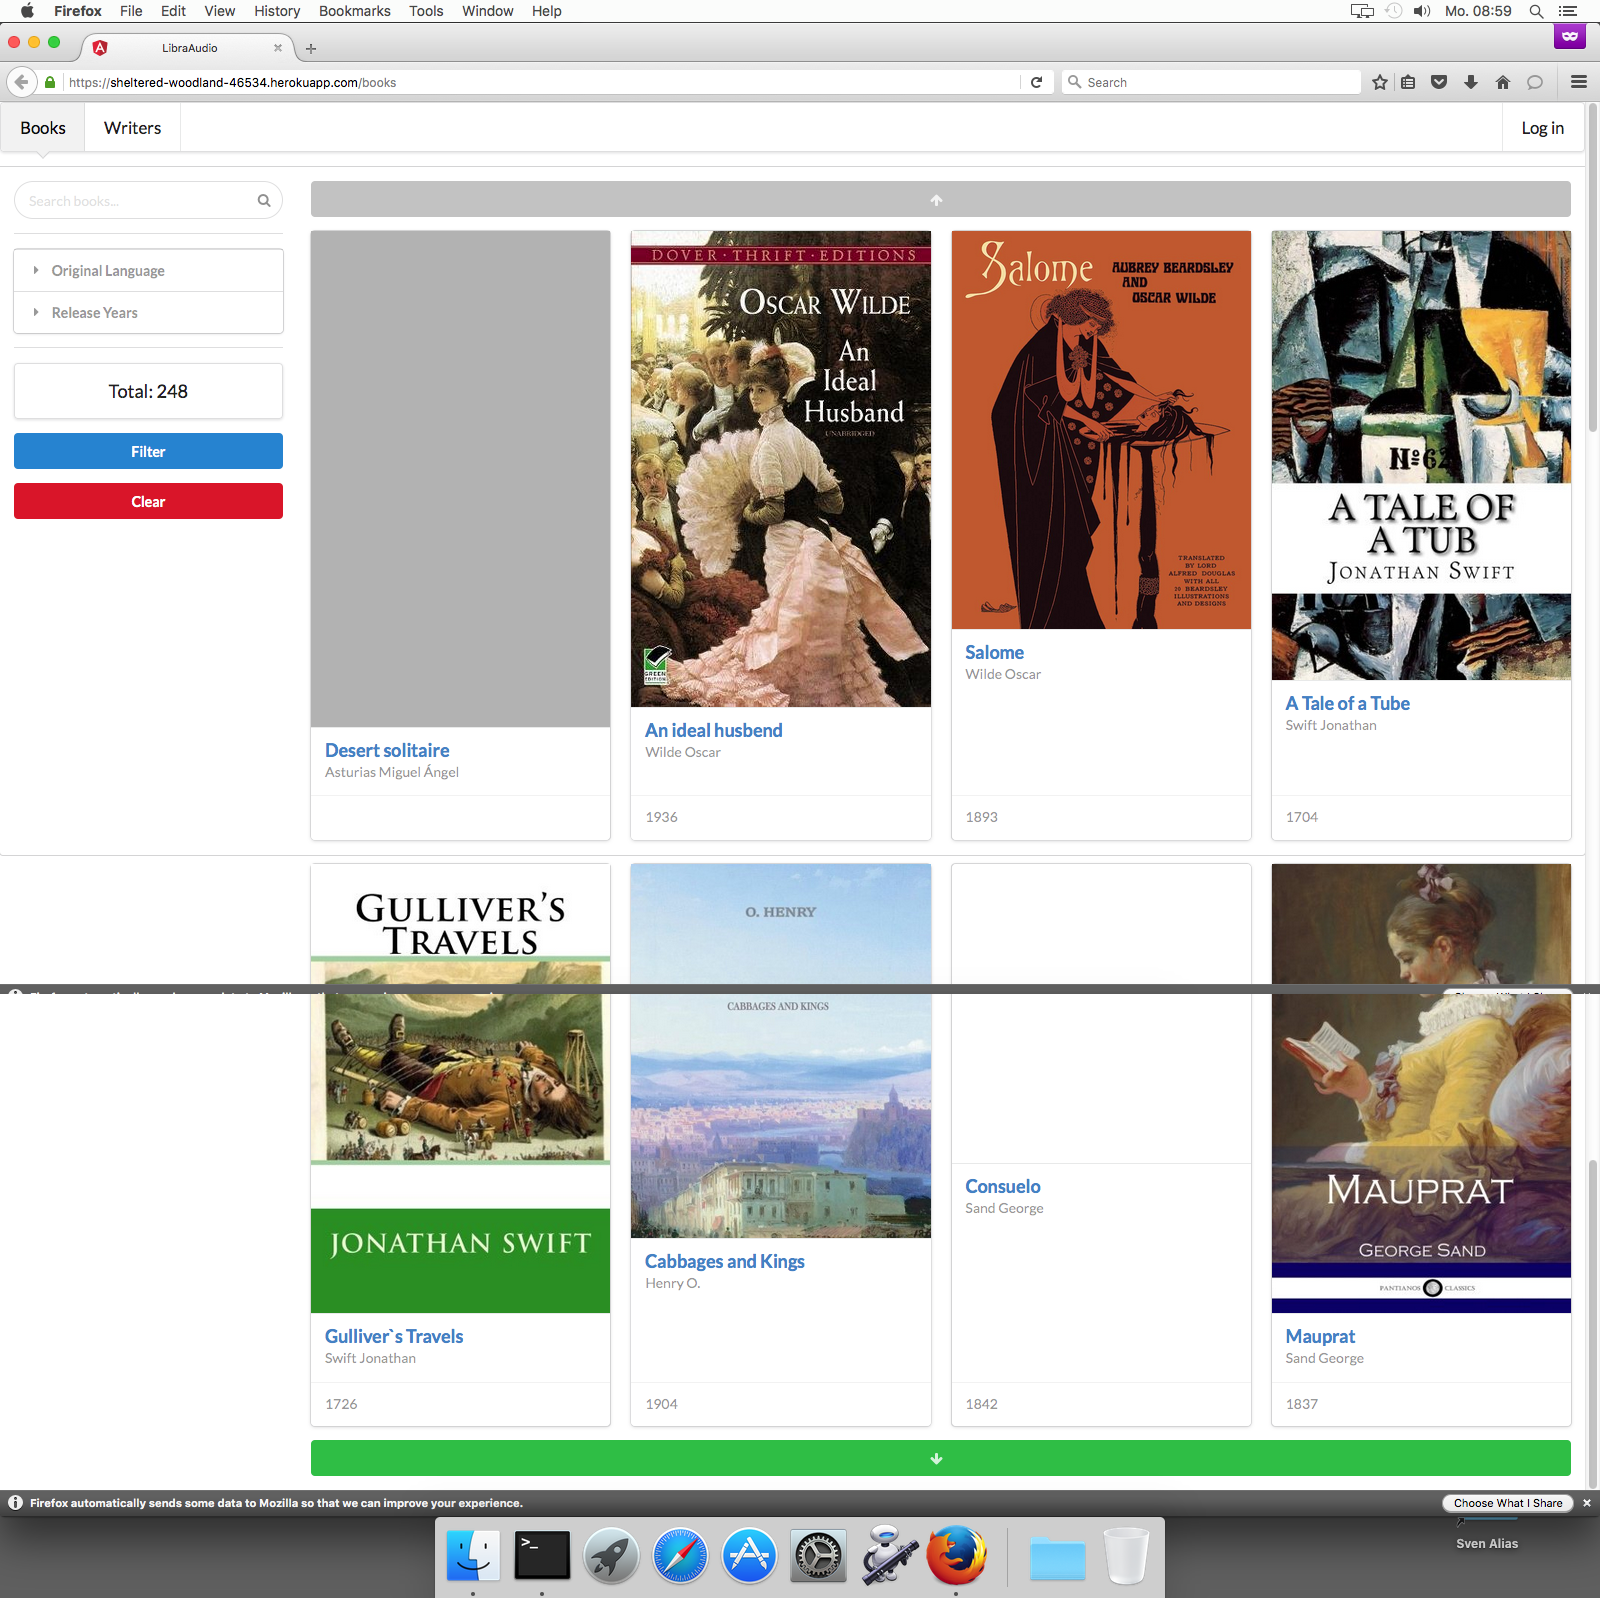 Firefox File Edit View History Bookmarks Tools Window Help Mo. 08:59
LibraAudio
https://sheltered-woodland-46534.herokuapp.com/books Search
Books Writers Log in
Search books...
Original Language
Release Years
Total: 248
Filter
Clear
Desert solitaire
Asturias Miguel Ángel
DOVER · THRIFT · EDITIONS
OSCAR WILDE
An
Ideal
Husband
UNABRIDGED
GREEN
EDITION
An ideal husbend
Wilde Oscar
1936
Salome
AUBREY BEARDSLEY
AND
OSCAR WILDE
TRANSLATED
BY LORD
ALFRED DOUGLAS
WITH ALL
20 BEARDSLEY
ILLUSTRATIONS
AND DESIGNS
Salome
Wilde Oscar
1893
Nº 62
A TALE OF
A TUB
JONATHAN SWIFT
A Tale of a Tube
Swift Jonathan
1704
GULLIVER'S
TRAVELS
JONATHAN SWIFT
Gulliver`s Travels
Swift Jonathan
1726
O. HENRY
CABBAGES AND KINGS
Cabbages and Kings
Henry O.
1904
Consuelo
Sand George
1842
MAUPRAT
GEORGE SAND
PANTIANOS CLASSICS
Mauprat
Sand George
1837
Firefox automatically sends some data to Mozilla so that we can improve your experience. Choose What I Share
Sven Alias